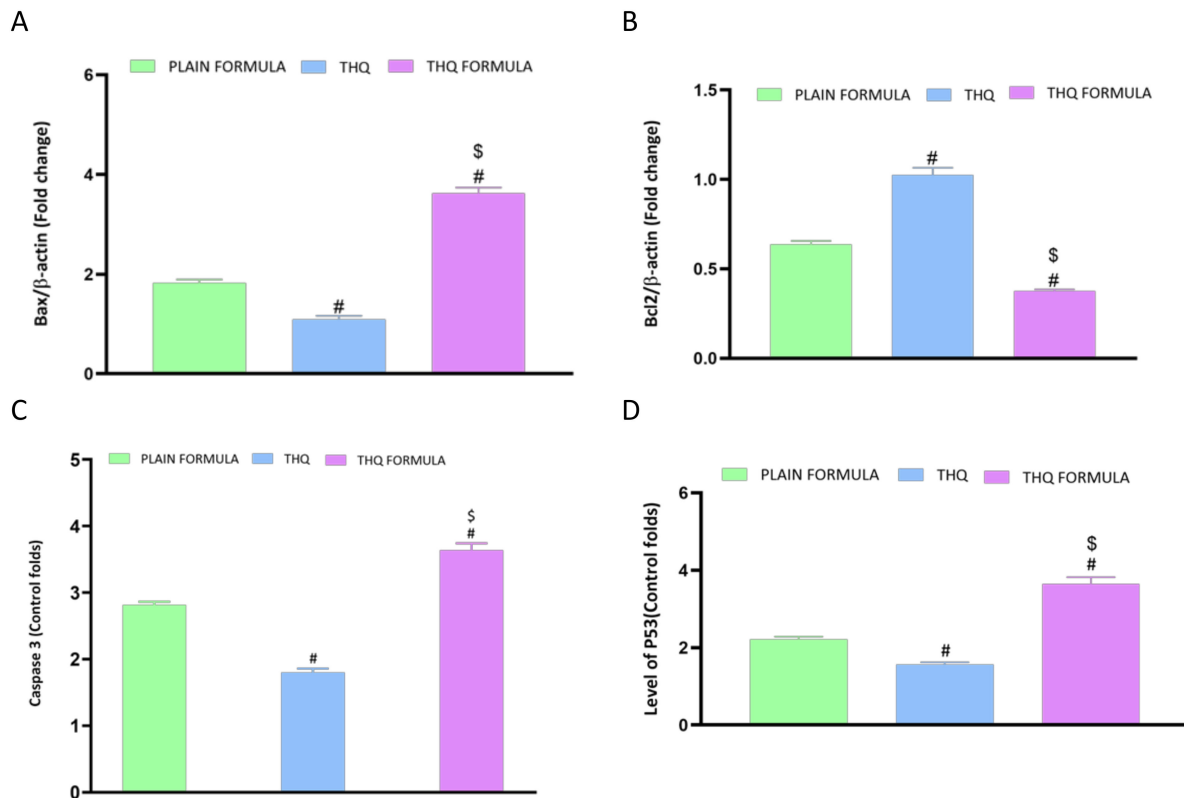 A
PLAIN FORMULA THQ THQ FORMULA
Bax/β-actin (Fold change)
6
4
2
0
#
$
#
B
PLAIN FORMULA THQ THQ FORMULA
Bcl2/β-actin (Fold change)
1.5
1.0
0.5
0.0
#
$
#
C
PLAIN FORMULA THQ THQ FORMULA
Caspase 3 (Control folds)
5
4
3
2
1
0
#
$
#
D
PLAIN FORMULA THQ THQ FORMULA
Level of P53(Control folds)
6
4
2
0
#
$
#